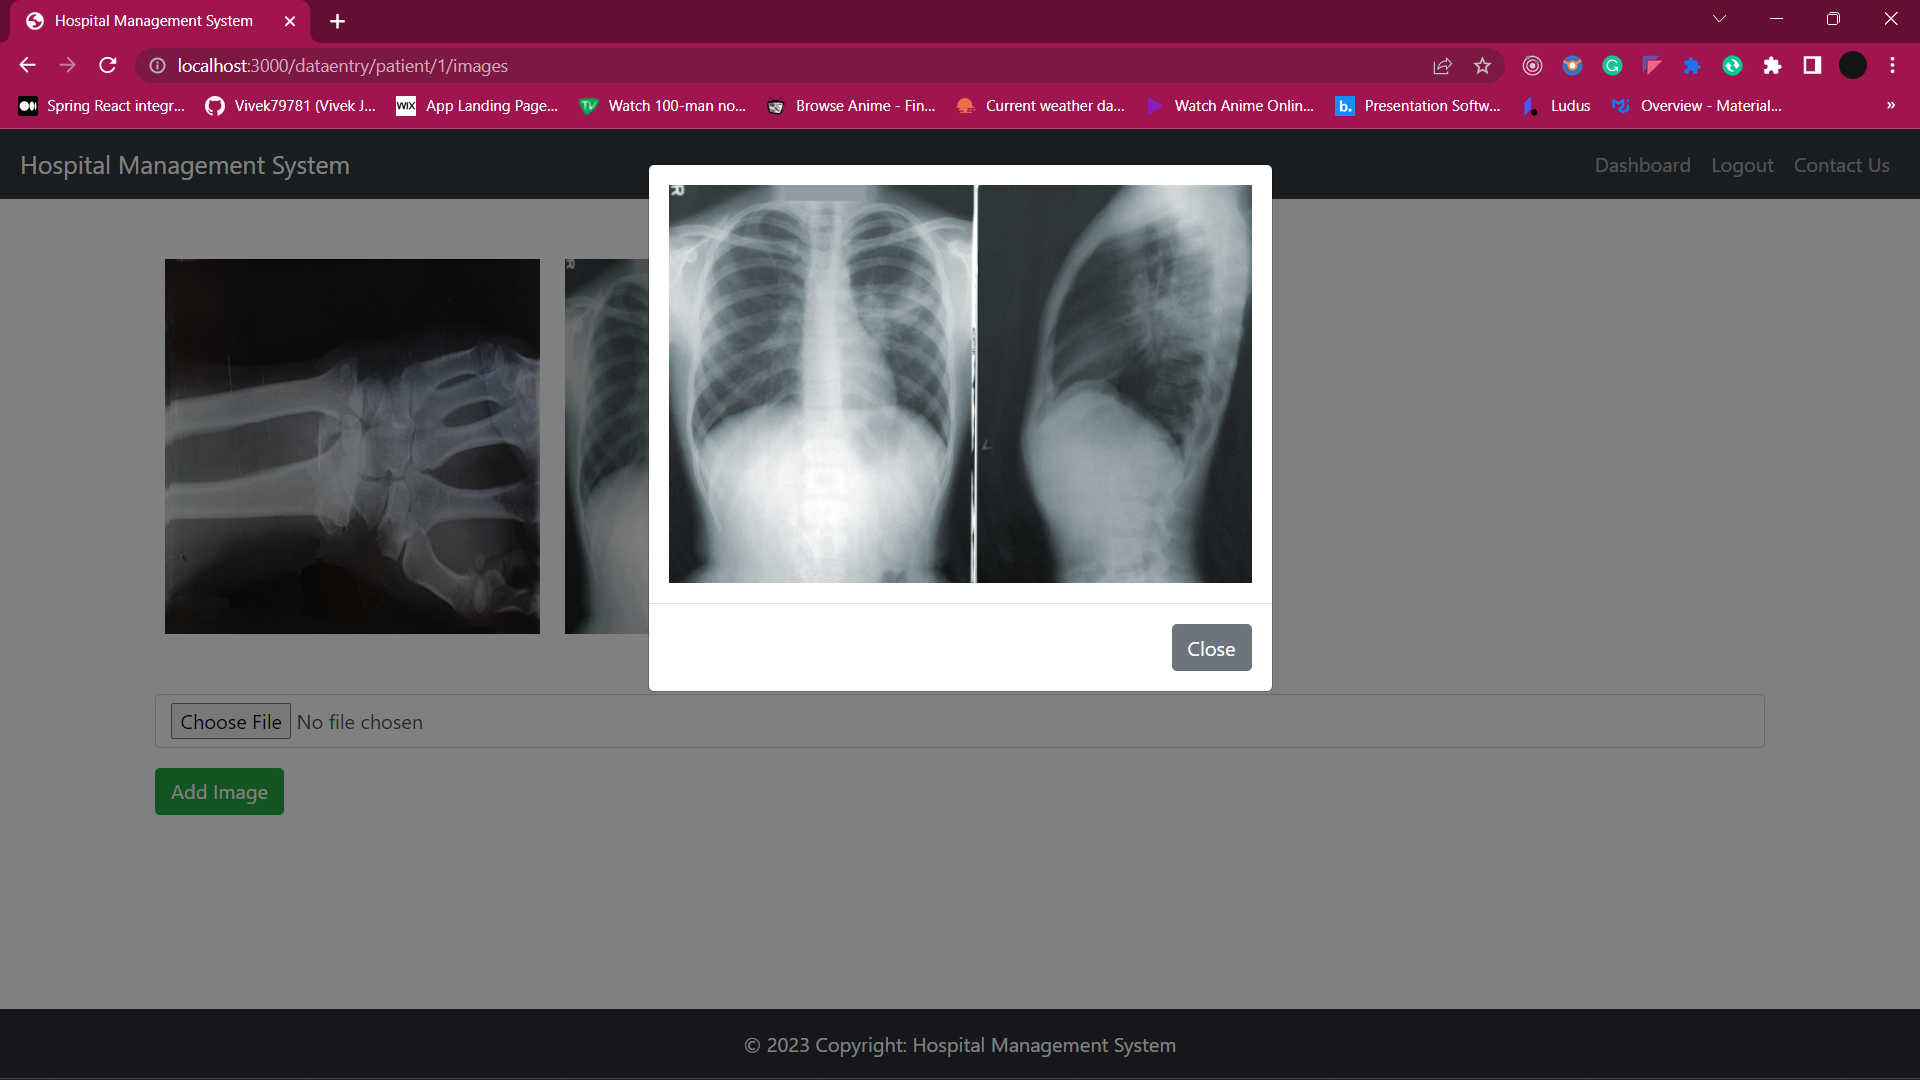 Hospital Management System
localhost:3000/dataentry/patient/1/images
Spring React integr... Vivek79781 (Vivek J... WIX App Landing Page... TV Watch 100-man no... Browse Anime - Fin... Current weather da... Watch Anime Onlin... b. Presentation Softw... Ludus Overview - Material... »
Hospital Management System Dashboard Logout Contact Us
R
R
L
Close
Choose File No file chosen
Add Image
© 2023 Copyright: Hospital Management System